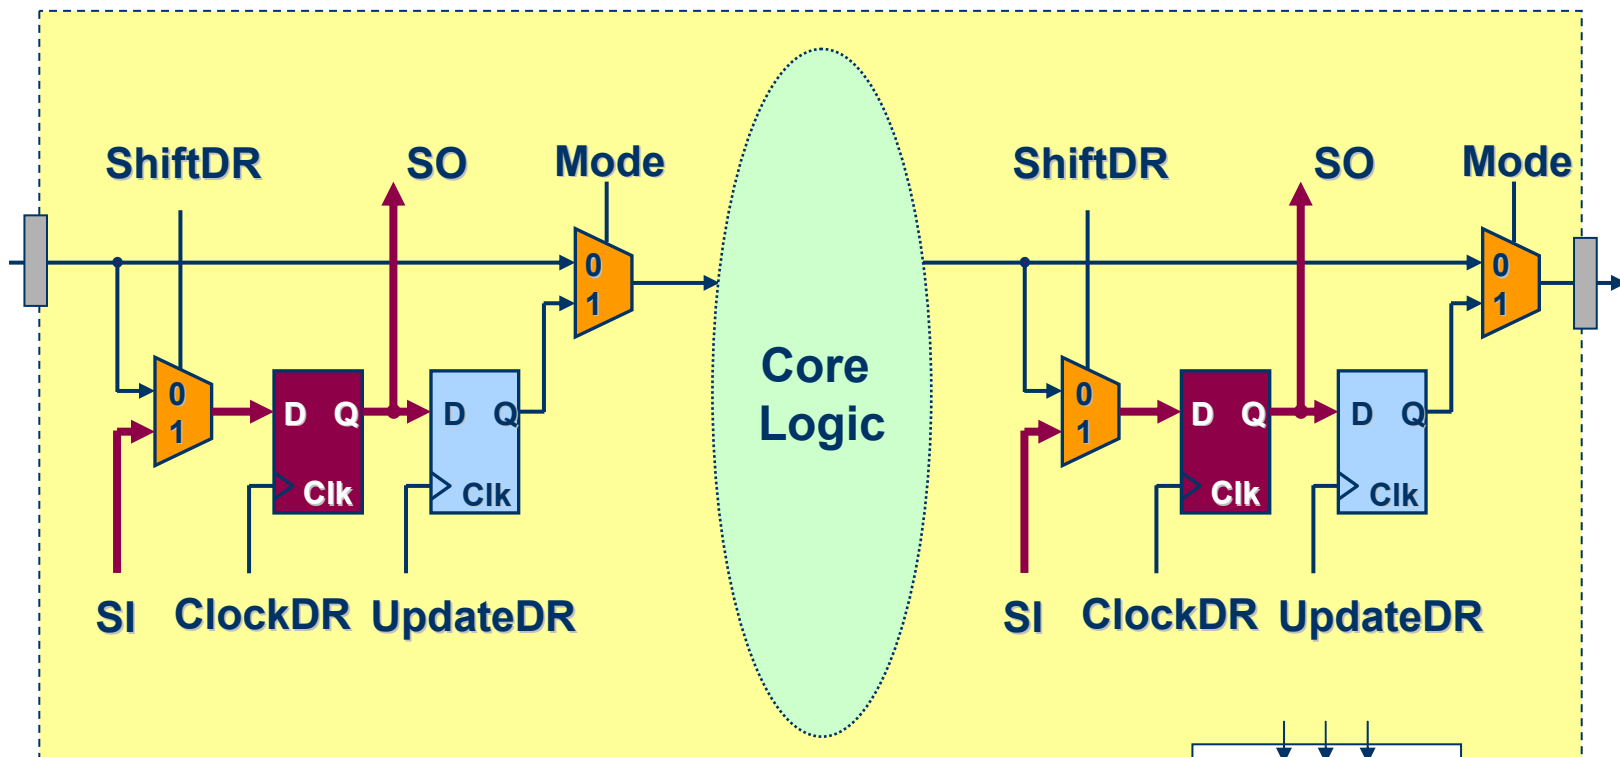 ShiftDR SO Mode ShiftDR SO Mode
0 0
1 1
Core
Logic
0 0
1 D Q D Q 1 D Q D Q
Clk Clk Clk Clk
SI ClockDR UpdateDR SI ClockDR UpdateDR